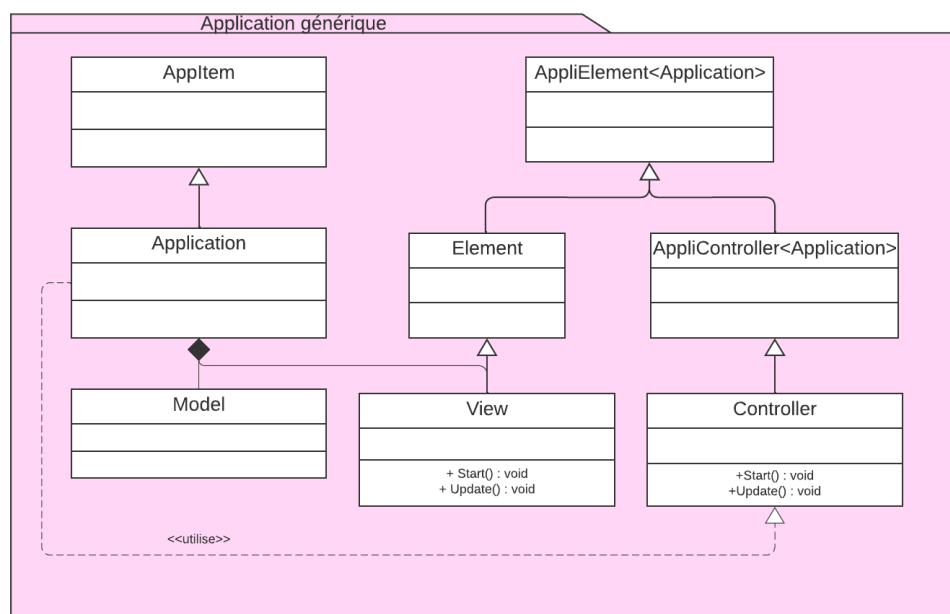 Application générique
AppItem
AppliElement<Application>
Application
Element
AppliController<Application>
Model
View
+ Start() : void
+ Update() : void
Controller
+Start() : void
+Update() : void
<<utilise>>